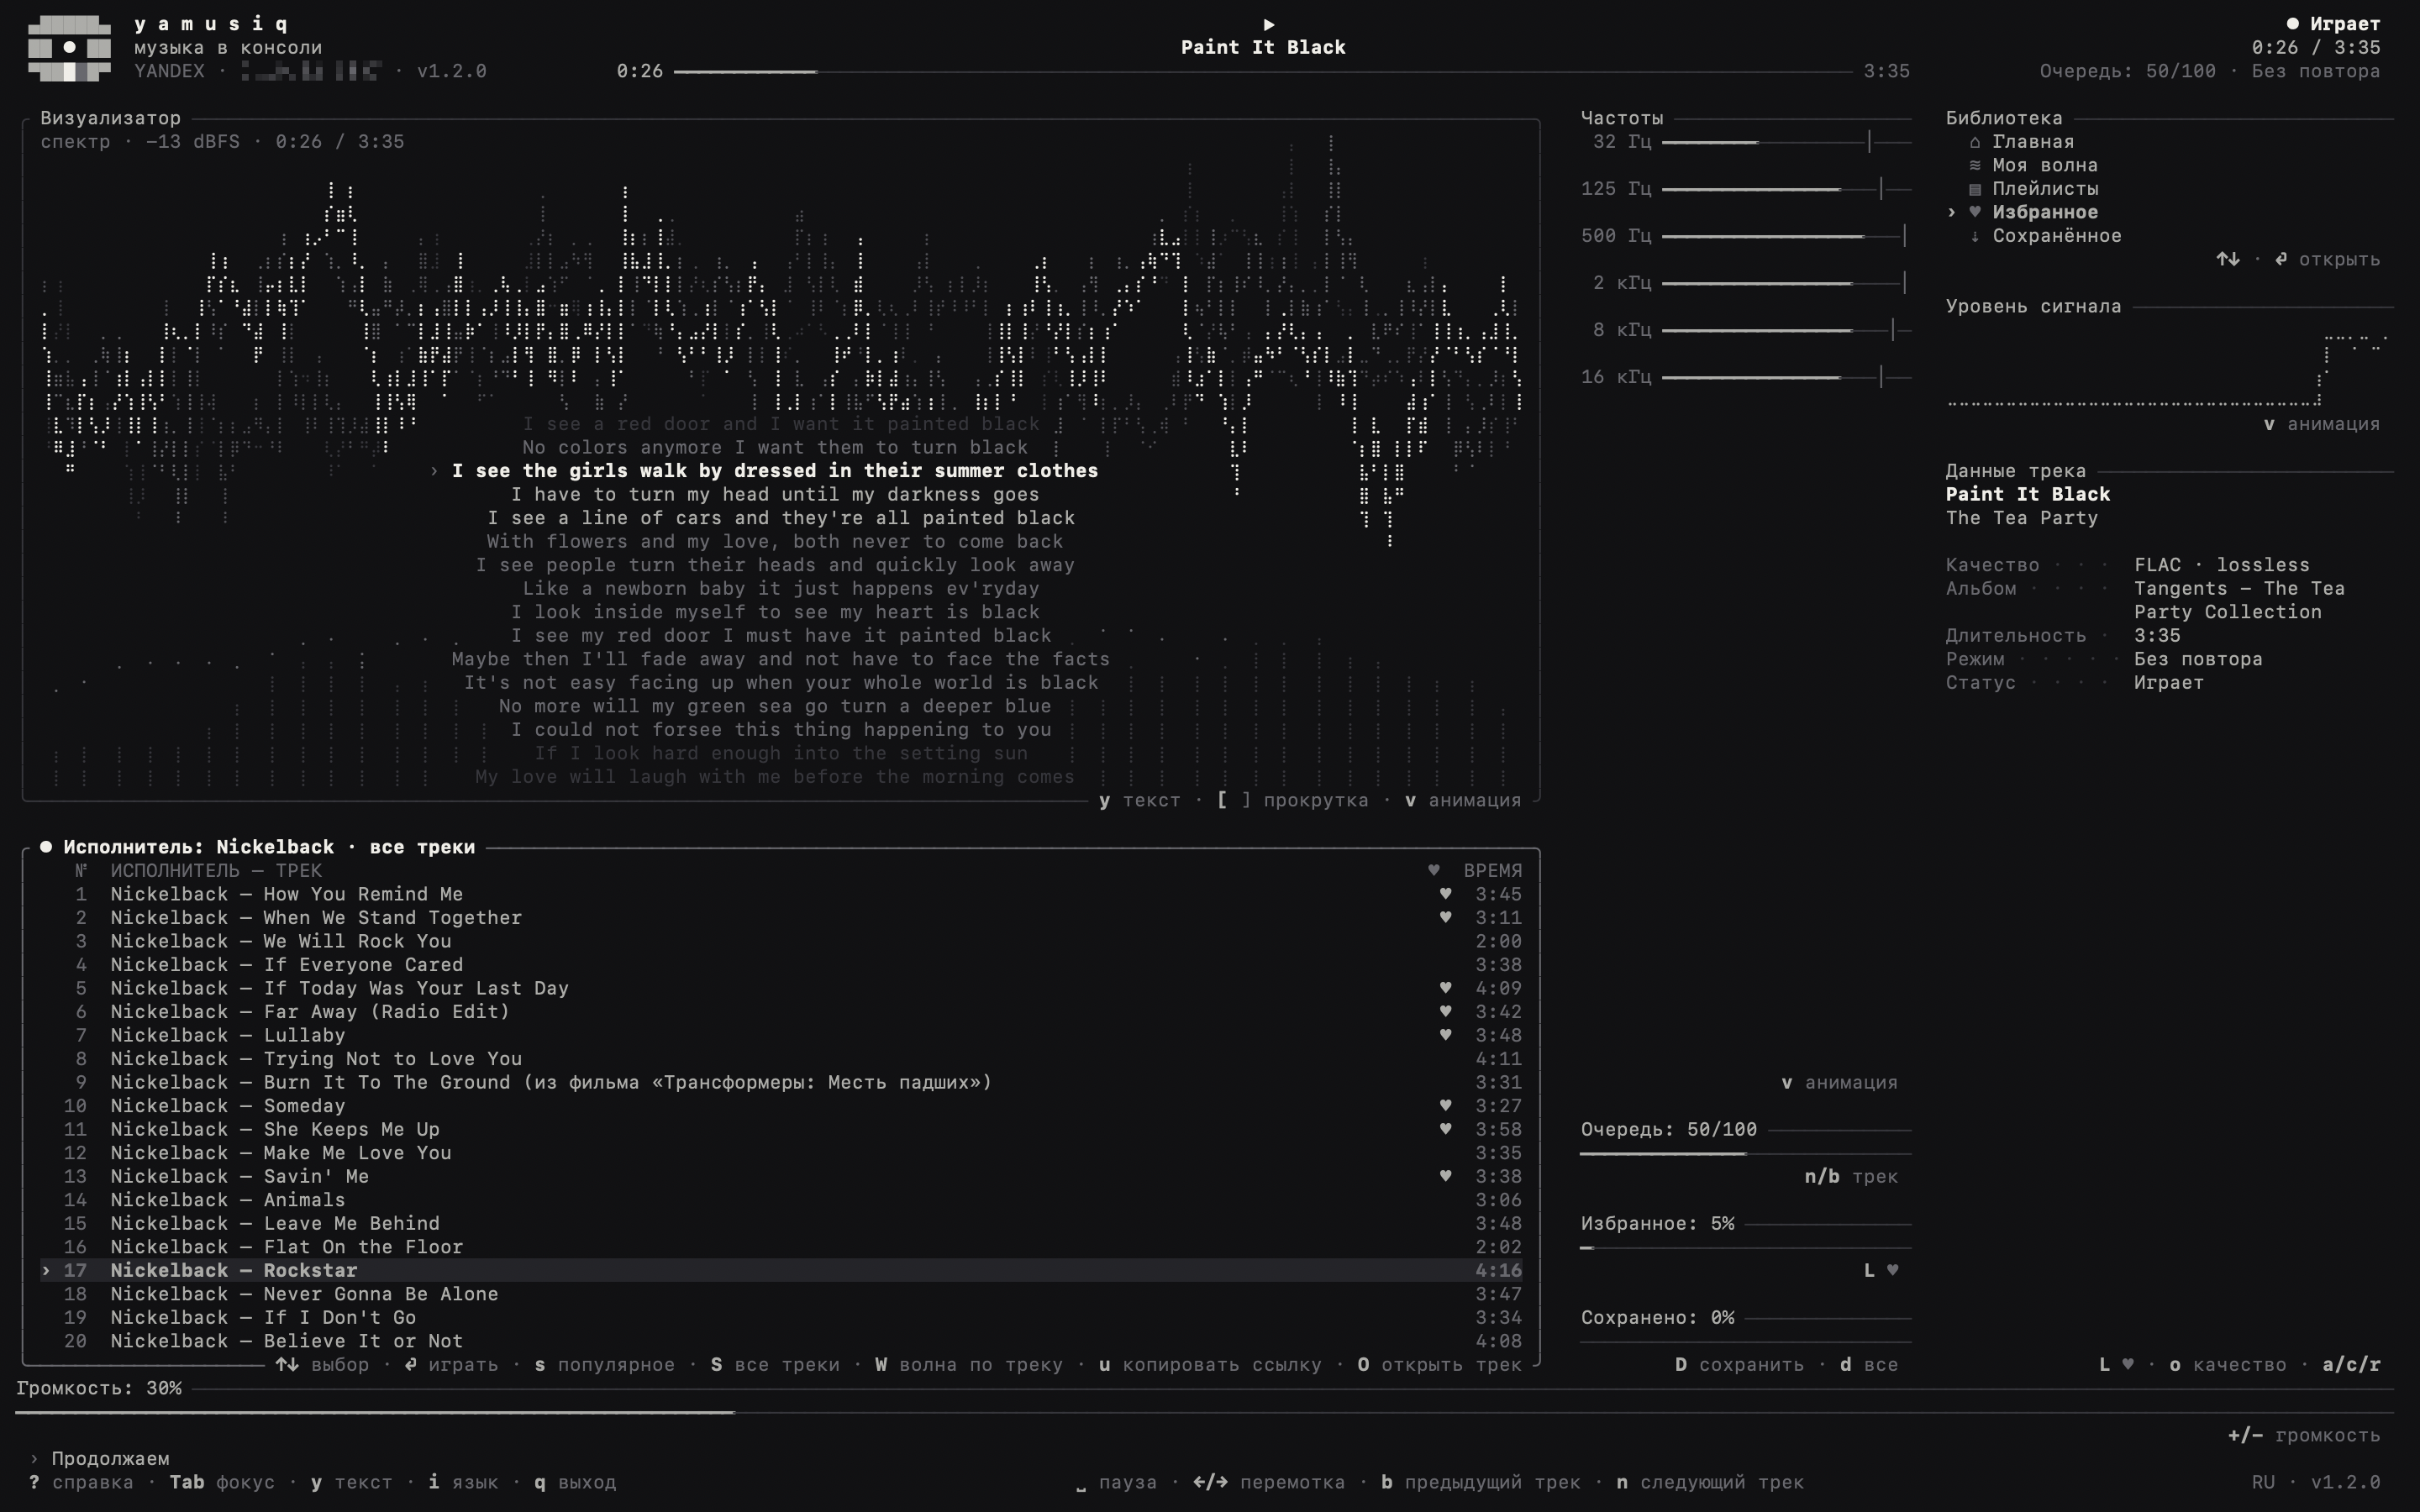 y a m u s i q
музыка в консоли
YANDEX · · v1.2.0
▶
Paint It Black
0:26 3:35
● Играет
0:26 / 3:35
Очередь: 50/100 · Без повтора
Визуализатор
спектр · −13 dBFS · 0:26 / 3:35
I see a red door and I want it painted black
No colors anymore I want them to turn black
› I see the girls walk by dressed in their summer clothes
I have to turn my head until my darkness goes
I see a line of cars and they're all painted black
With flowers and my love, both never to come back
I see people turn their heads and quickly look away
Like a newborn baby it just happens ev'ryday
I look inside myself to see my heart is black
I see my red door I must have it painted black
Maybe then I'll fade away and not have to face the facts
It's not easy facing up when your whole world is black
No more will my green sea go turn a deeper blue
I could not forsee this thing happening to you
If I look hard enough into the setting sun
My love will laugh with me before the morning comes
y текст · [ ] прокрутка · v анимация
Частоты
32 Гц
125 Гц
500 Гц
2 кГц
8 кГц
16 кГц
Библиотека
⌂ Главная
≋ Моя волна
▤ Плейлисты
› ♥ Избранное
↓ Сохранённое
↑↓ · ⏎ открыть
Уровень сигнала
v анимация
Данные трека
Paint It Black
The Tea Party
Качество · · · FLAC · lossless
Альбом · · · · Tangents — The Tea
Party Collection
Длительность · 3:35
Режим · · · · · Без повтора
Статус · · · · Играет
● Исполнитель: Nickelback · все треки
№ ИСПОЛНИТЕЛЬ — ТРЕК ♥ ВРЕМЯ
1 Nickelback — How You Remind Me ♥ 3:45
2 Nickelback — When We Stand Together ♥ 3:11
3 Nickelback — We Will Rock You 2:00
4 Nickelback — If Everyone Cared 3:38
5 Nickelback — If Today Was Your Last Day ♥ 4:09
6 Nickelback — Far Away (Radio Edit) ♥ 3:42
7 Nickelback — Lullaby ♥ 3:48
8 Nickelback — Trying Not to Love You 4:11
9 Nickelback — Burn It To The Ground (из фильма «Трансформеры: Месть падших») 3:31
10 Nickelback — Someday ♥ 3:27
11 Nickelback — She Keeps Me Up ♥ 3:58
12 Nickelback — Make Me Love You 3:35
13 Nickelback — Savin' Me ♥ 3:38
14 Nickelback — Animals 3:06
15 Nickelback — Leave Me Behind 3:48
16 Nickelback — Flat On the Floor 2:02
› 17 Nickelback — Rockstar 4:16
18 Nickelback — Never Gonna Be Alone 3:47
19 Nickelback — If I Don't Go 3:34
20 Nickelback — Believe It or Not 4:08
↑↓ выбор · ⏎ играть · s популярное · S все треки · W волна по треку · u копировать ссылку · O открыть трек
v анимация
Очередь: 50/100
n/b трек
Избранное: 5%
L ♥
Сохранено: 0%
D сохранить · d все
L ♥ · o качество · a/c/r
Громкость: 30%
+/− громкость
› Продолжаем
? справка · Tab фокус · y текст · i язык · q выход
␣ пауза · ←/→ перемотка · b предыдущий трек · n следующий трек
RU · v1.2.0